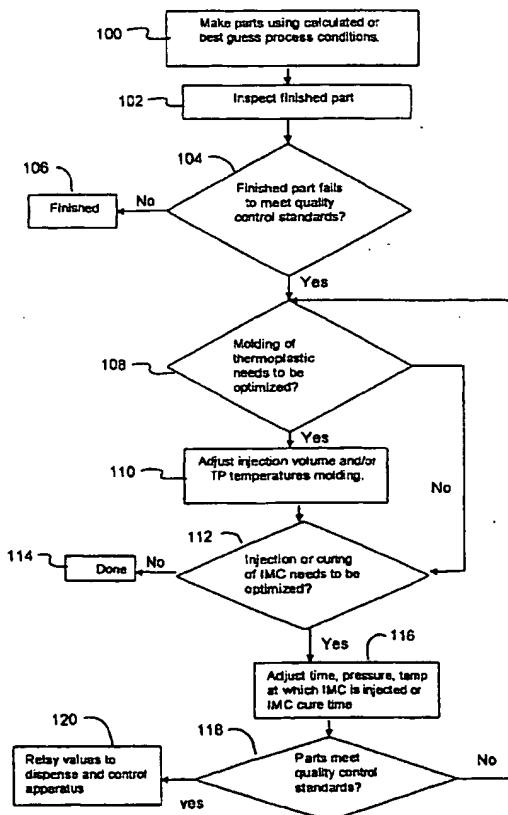 100
Make parts using calculated or
best guess process conditions.
102
Inspect finished part
104
106
Finished
No
Finished part fails
to meet quality
control standards?
Yes
108
Molding of
thermoplastic
needs to be
optimized?
Yes
No
110
Adjust injection volume and/or
TP temperatures molding.
112
114
Done
No
Injection or curing
of IMC needs to be
optimized?
Yes
116
Adjust time, pressure, temp
at which IMC is injected or
IMC cure time
118
120
Relay values to
dispense and control
apparatus
yes
Parts meet
quality control
standards?
No